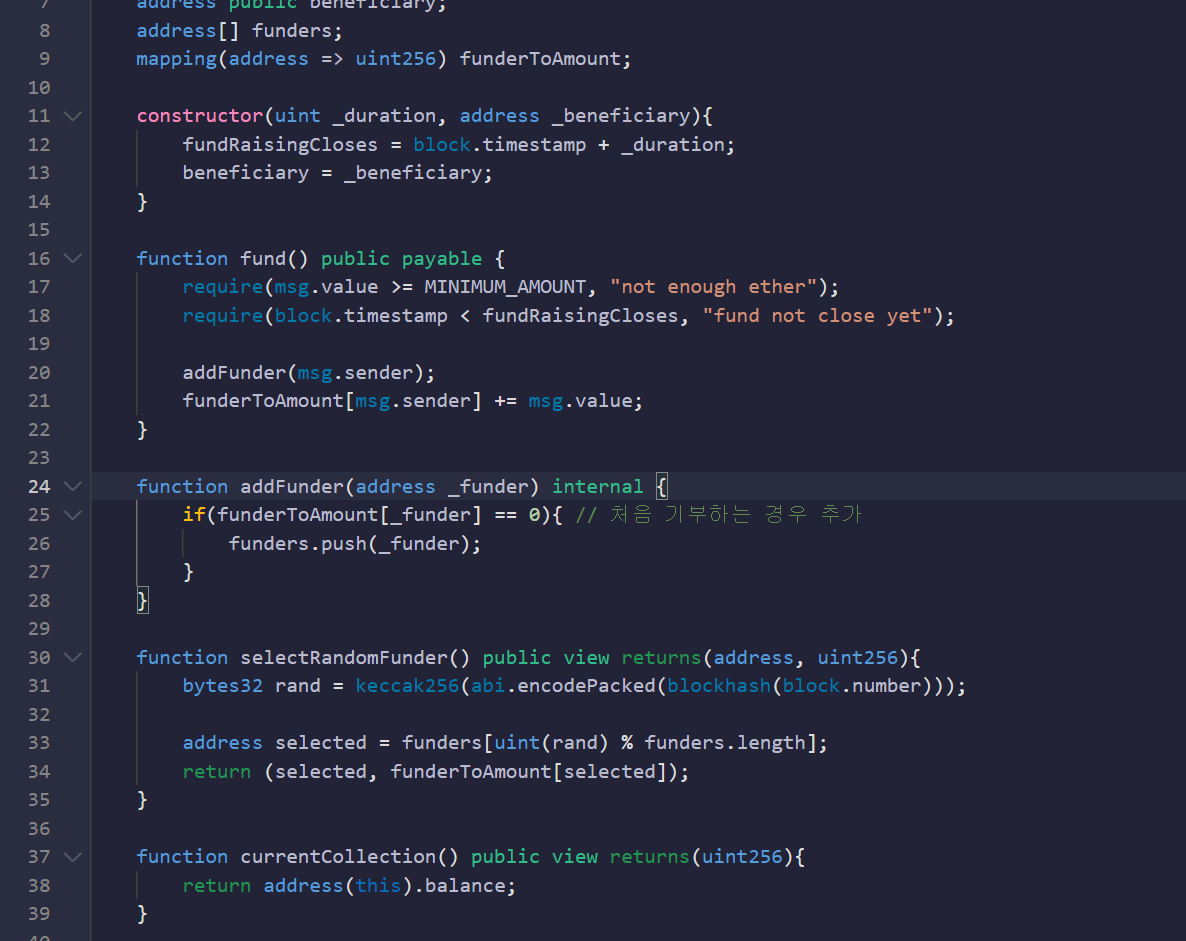 7 address public beneficiary;
8 address[] funders;
9 mapping(address => uint256) funderToAmount;
10
11 constructor(uint _duration, address _beneficiary){
12 fundRaisingCloses = block.timestamp + _duration;
13 beneficiary = _beneficiary;
14 }
15
16 function fund() public payable {
17 require(msg.value >= MINIMUM_AMOUNT, "not enough ether");
18 require(block.timestamp < fundRaisingCloses, "fund not close yet");
19
20 addFunder(msg.sender);
21 funderToAmount[msg.sender] += msg.value;
22 }
23
24 function addFunder(address _funder) internal {
25 if(funderToAmount[_funder] == 0){ // 처음 기부하는 경우 추가
26 funders.push(_funder);
27 }
28 }
29
30 function selectRandomFunder() public view returns(address, uint256){
31 bytes32 rand = keccak256(abi.encodePacked(blockhash(block.number)));
32
33 address selected = funders[uint(rand) % funders.length];
34 return (selected, funderToAmount[selected]);
35 }
36
37 function currentCollection() public view returns(uint256){
38 return address(this).balance;
39 }
40